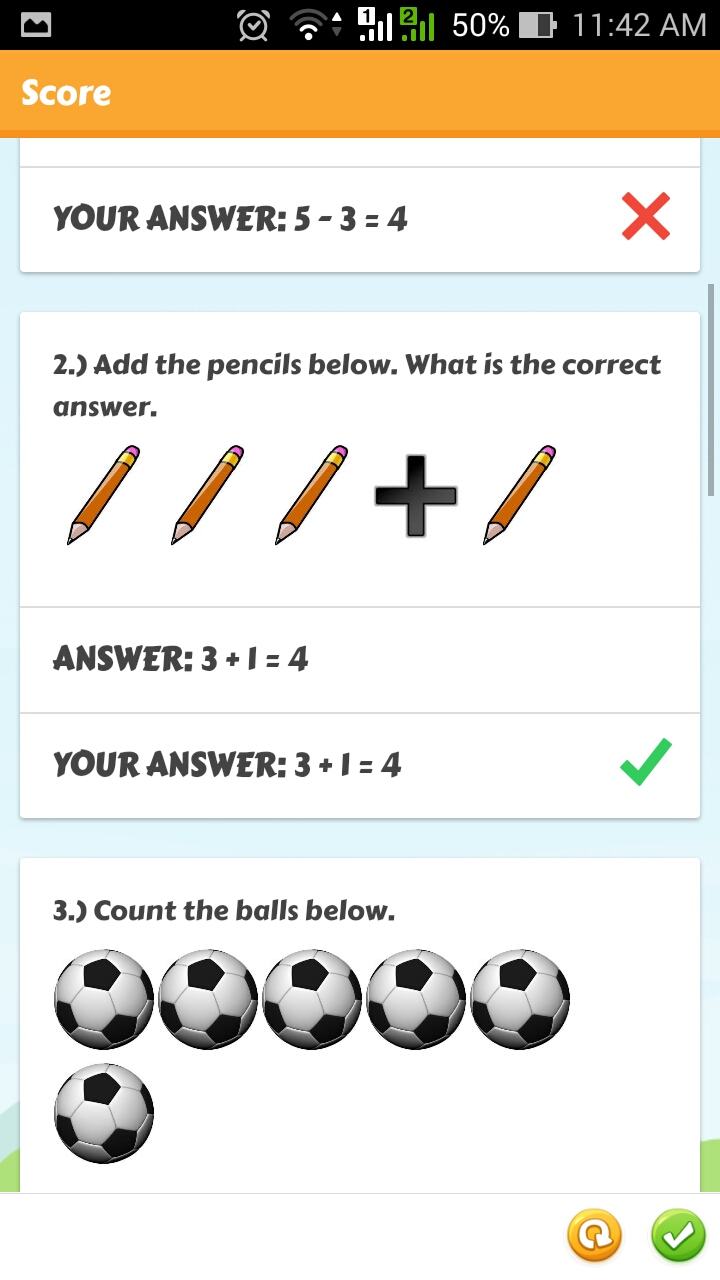 1 2 50% 11:42 AM
Score
YOUR ANSWER: 5 - 3 = 4
2.) Add the pencils below. What is the correct
answer.
ANSWER: 3 + 1 = 4
YOUR ANSWER: 3 + 1 = 4
3.) Count the balls below.